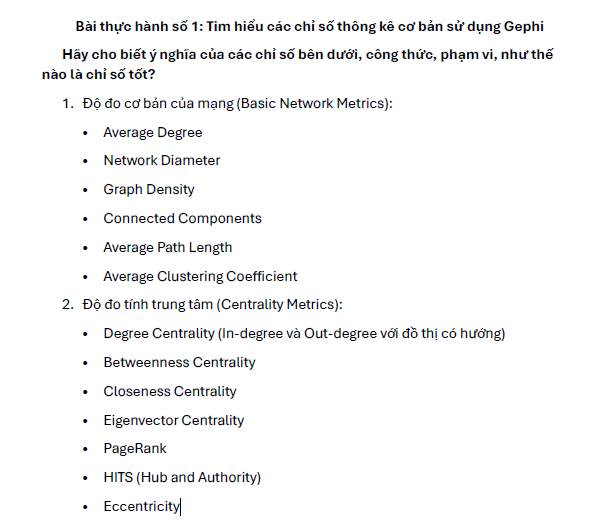 Bài thực hành số 1: Tìm hiểu các chỉ số thông kê cơ bản sử dụng Gephi
Hãy cho biết ý nghĩa của các chỉ số bên dưới, công thức, phạm vi, như thế
nào là chỉ số tốt?
1. Độ đo cơ bản của mạng (Basic Network Metrics):
• Average Degree
• Network Diameter
• Graph Density
• Connected Components
• Average Path Length
• Average Clustering Coefficient
2. Độ đo tính trung tâm (Centrality Metrics):
• Degree Centrality (In-degree và Out-degree với đồ thị có hướng)
• Betweenness Centrality
• Closeness Centrality
• Eigenvector Centrality
• PageRank
• HITS (Hub and Authority)
• Eccentricity